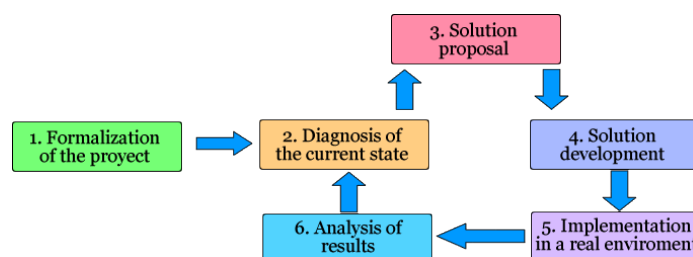 1. Formalization
of the proyect
2. Diagnosis of
the current state
3. Solution
proposal
4. Solution
development
5. Implementation
in a real enviroment
6. Analysis of
results